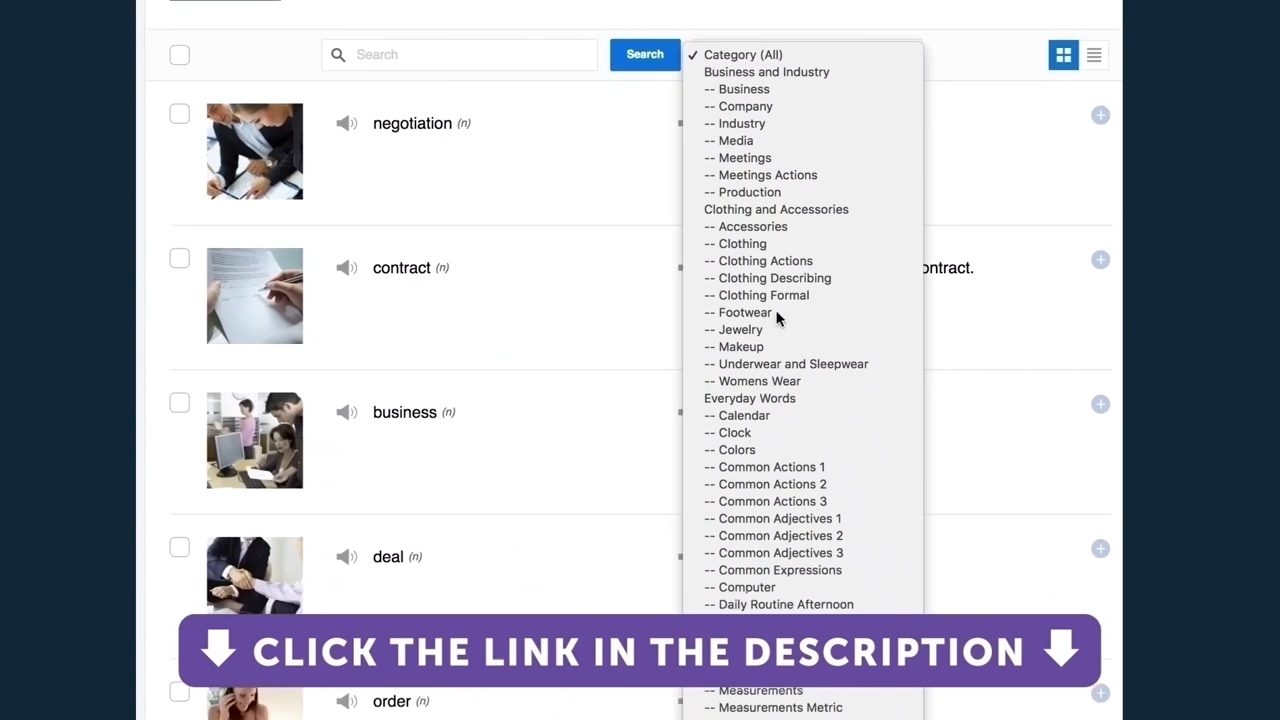 Search
Search
Category (All)
Business and Industry
-- Business
-- Company
-- Industry
-- Media
-- Meetings
-- Meetings Actions
-- Production
Clothing and Accessories
-- Accessories
-- Clothing
-- Clothing Actions
-- Clothing Describing
-- Clothing Formal
-- Footwear
-- Jewelry
-- Makeup
-- Underwear and Sleepwear
-- Womens Wear
Everyday Words
-- Calendar
-- Clock
-- Colors
-- Common Actions 1
-- Common Actions 2
-- Common Actions 3
-- Common Adjectives 1
-- Common Adjectives 2
-- Common Adjectives 3
-- Common Expressions
-- Computer
-- Daily Routine Afternoon
-- Measurements
-- Measurements Metric
negotiation (n)
contract (n)
ontract.
business (n)
deal (n)
order (n)
CLICK THE LINK IN THE DESCRIPTION